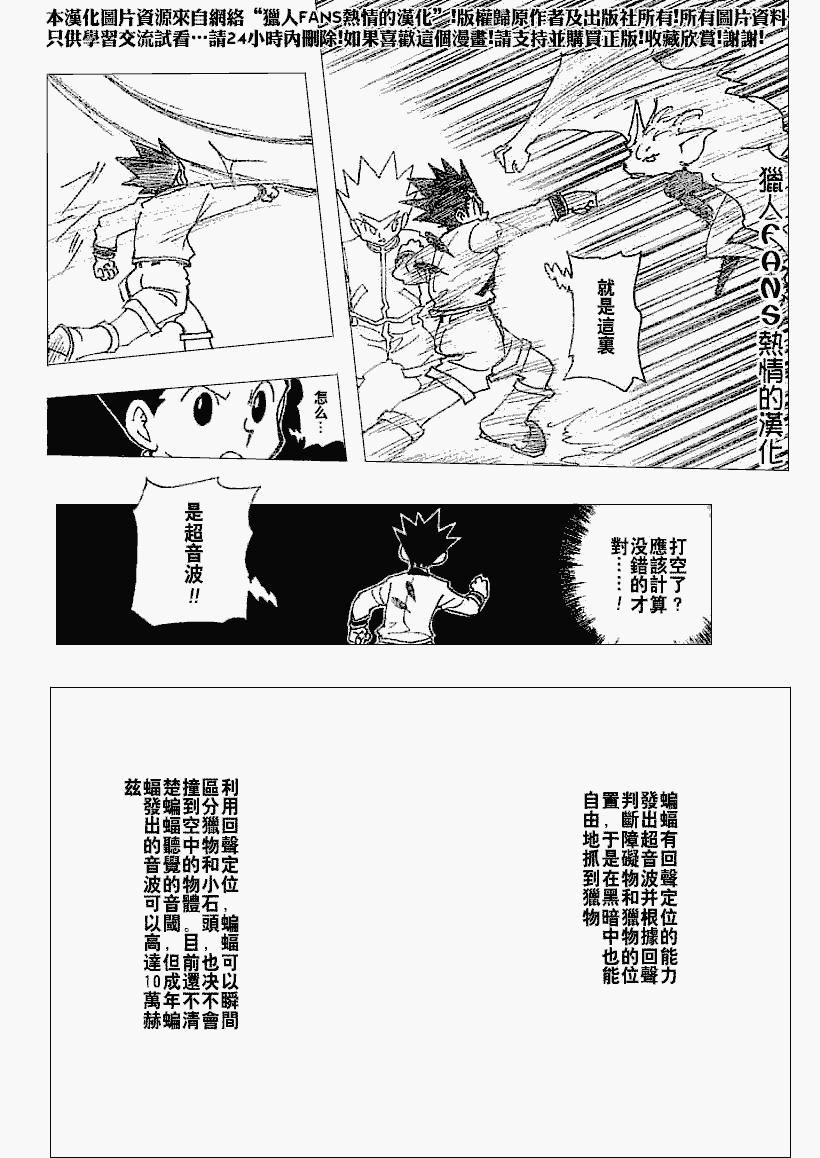 本漢化圖片資源來自網絡“獵人FANS熱情的漢化”!版權歸原作者及出版社所有!所有圖片資料
只供學習交流試看…請24小時內刪除!如果喜歡這個漫畫!請支持並購買正版!收藏欣賞!謝謝!
獵人FANS熱情的漢化
就是這裏
怎么…
打空了?
應該計算
没錯的才
對……!
是超音波!!
蝙蝠有回聲定位的能力
發出超音波并根據回聲
判斷障礙物和獵物的位
置,于是在黑暗中也能
自由地抓到獵物
利用回聲定位,蝙蝠可以瞬間
區分獵物和小石頭,也决不會
撞到空中的物體。目前還不清
楚蝙蝠聽覺的音閾,但成年蝙
蝠發出的音波可以高達10萬赫
兹